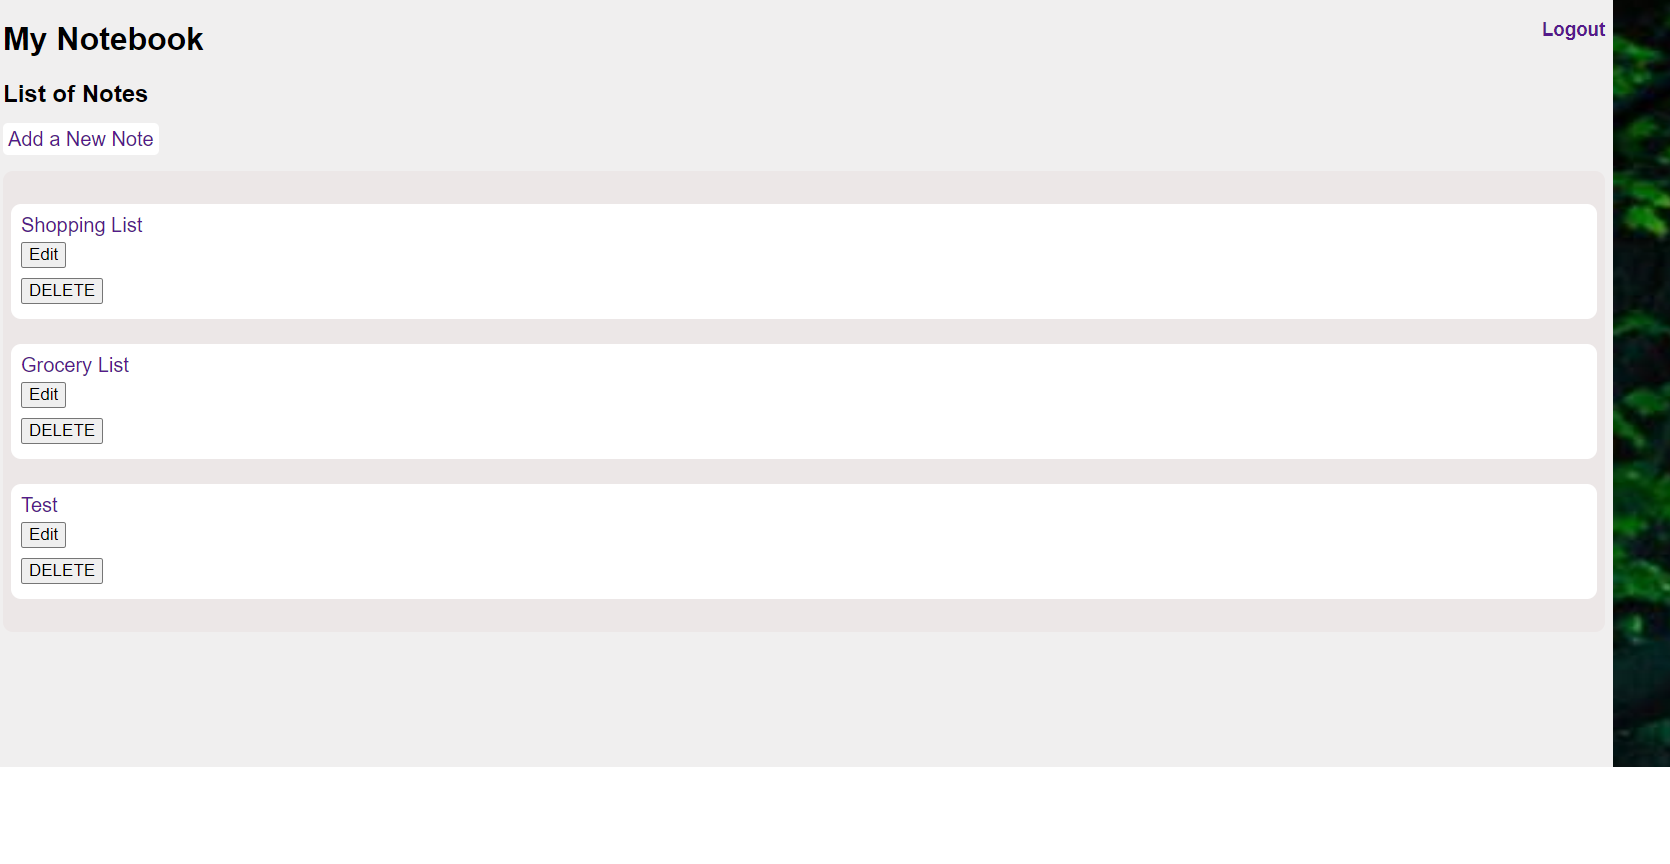 My Notebook
Logout
List of Notes
Add a New Note
Shopping List
Edit
DELETE
Grocery List
Edit
DELETE
Test
Edit
DELETE